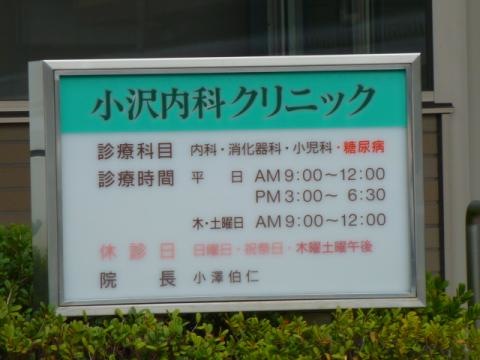 小沢内科クリニック
診療科目 内科・消化器科・小児科・糖尿病
診療時間 平 日 AM 9:00～12:00
PM 3:00～ 6:30
木・土曜日 AM 9:00～12:00
休診日 日曜日・祝祭日・木曜土曜午後
院 長 小澤伯仁